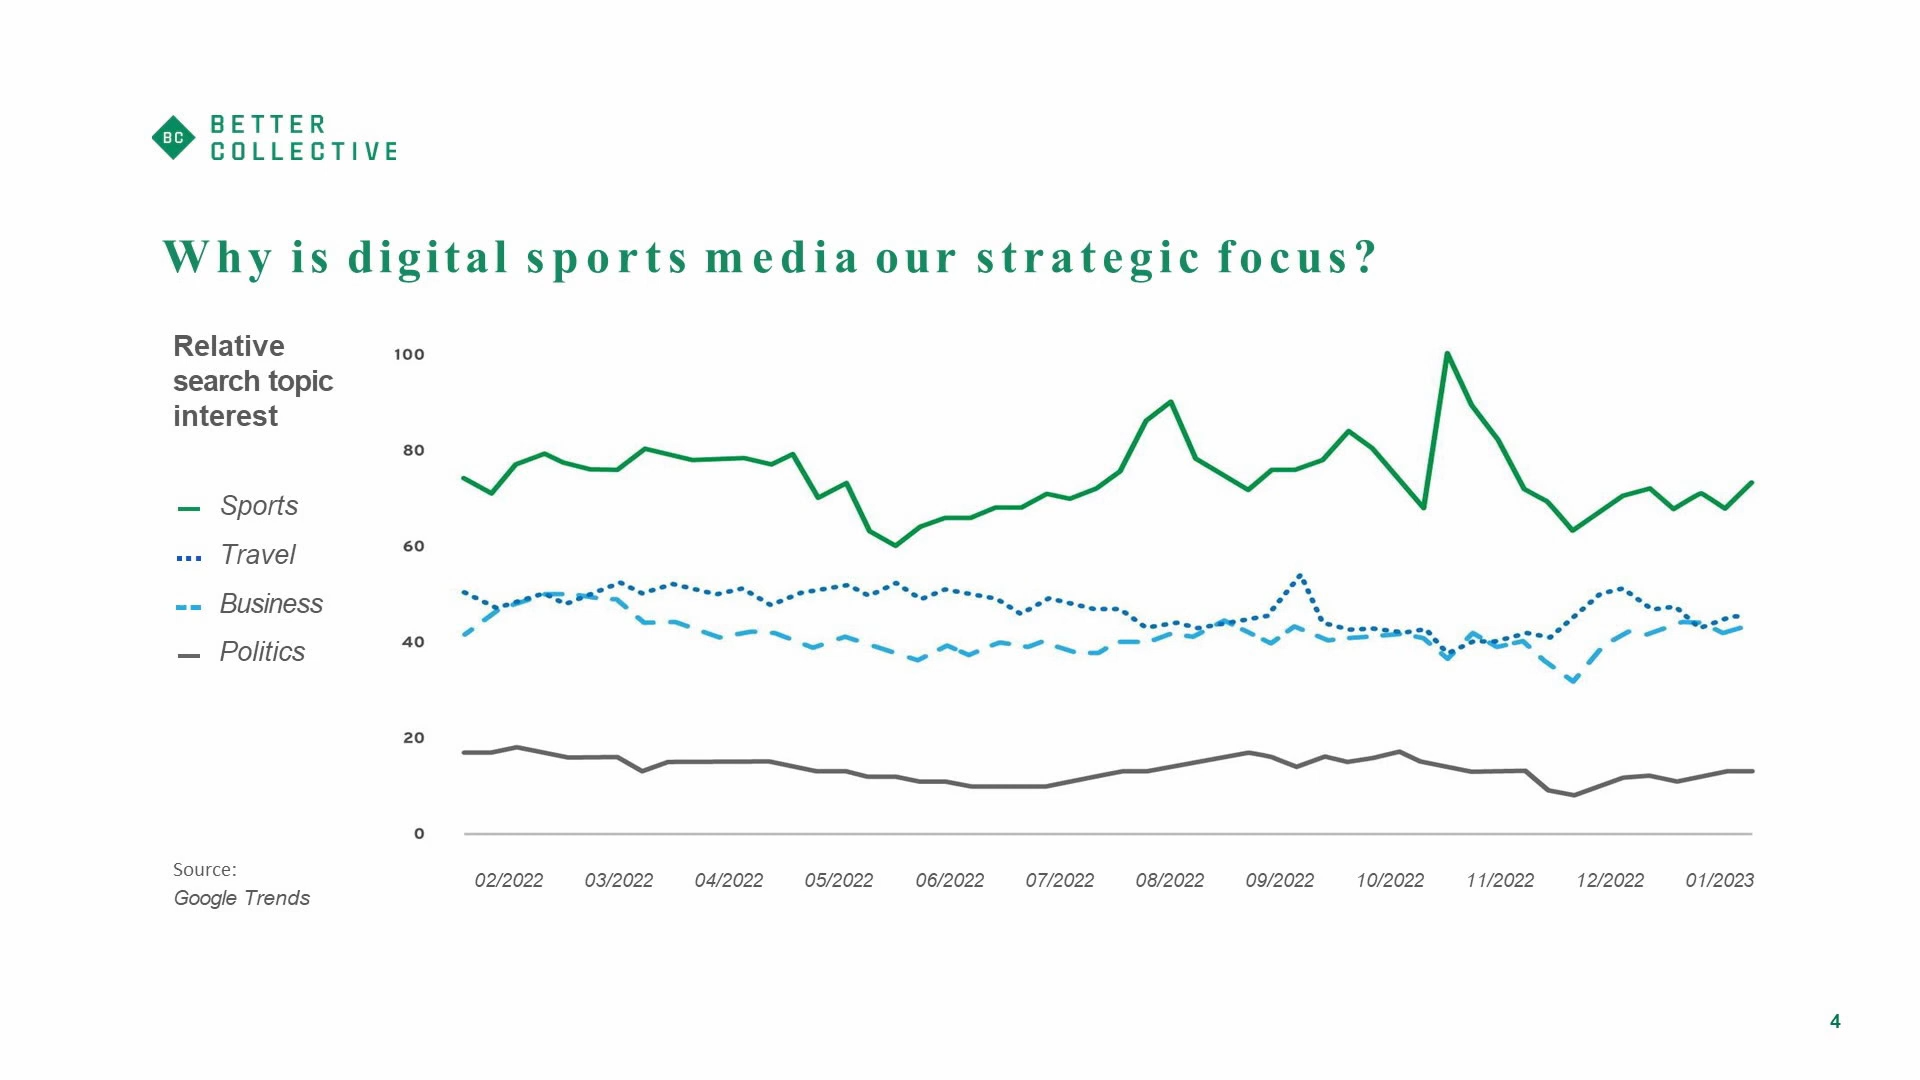 BC
BETTER
COLLECTIVE
Why is digital sports media our strategic focus?
Relative
search topic
interest
Sports
Travel
Business
Politics
100
80
60
40
20
0
02/2022 03/2022 04/2022 05/2022 06/2022 07/2022 08/2022 09/2022 10/2022 11/2022 12/2022 01/2023
Source:
Google Trends
4